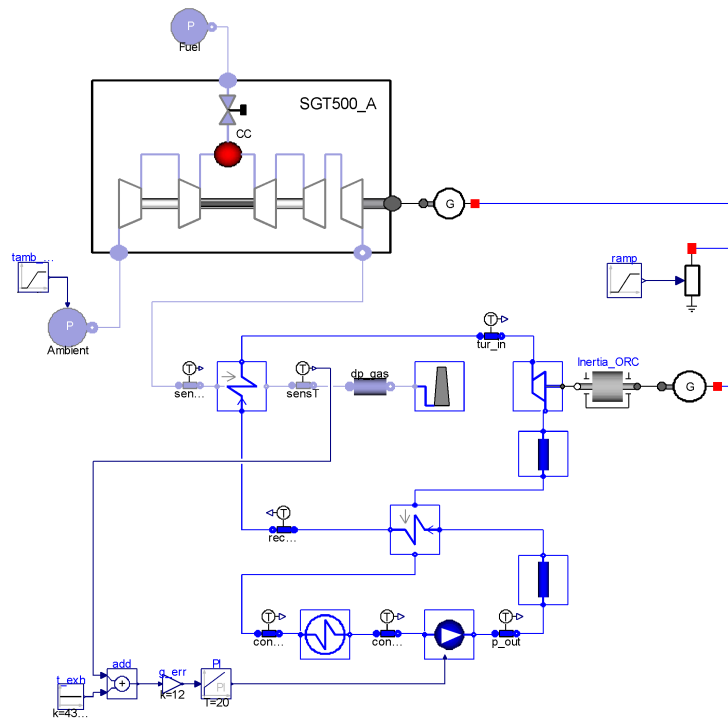 P
Fuel
SGT500_A
CC
G
tamb_...
ramp
P
Ambient
T
tur_in
Inertia_ORC
T
T
dp_gas
sen...
sensT
G
T
rec...
T
T
T
con...
con...
p_out
add
g_err
PI
t_exh
PI
k=12
T=20
k=43...